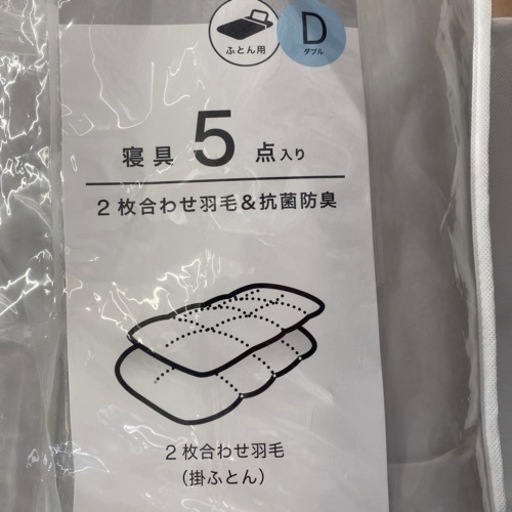 ふとん用
D
ダブル
寝具5点入り
2枚合わせ羽毛&抗菌防臭
2枚合わせ羽毛
(掛ふとん)